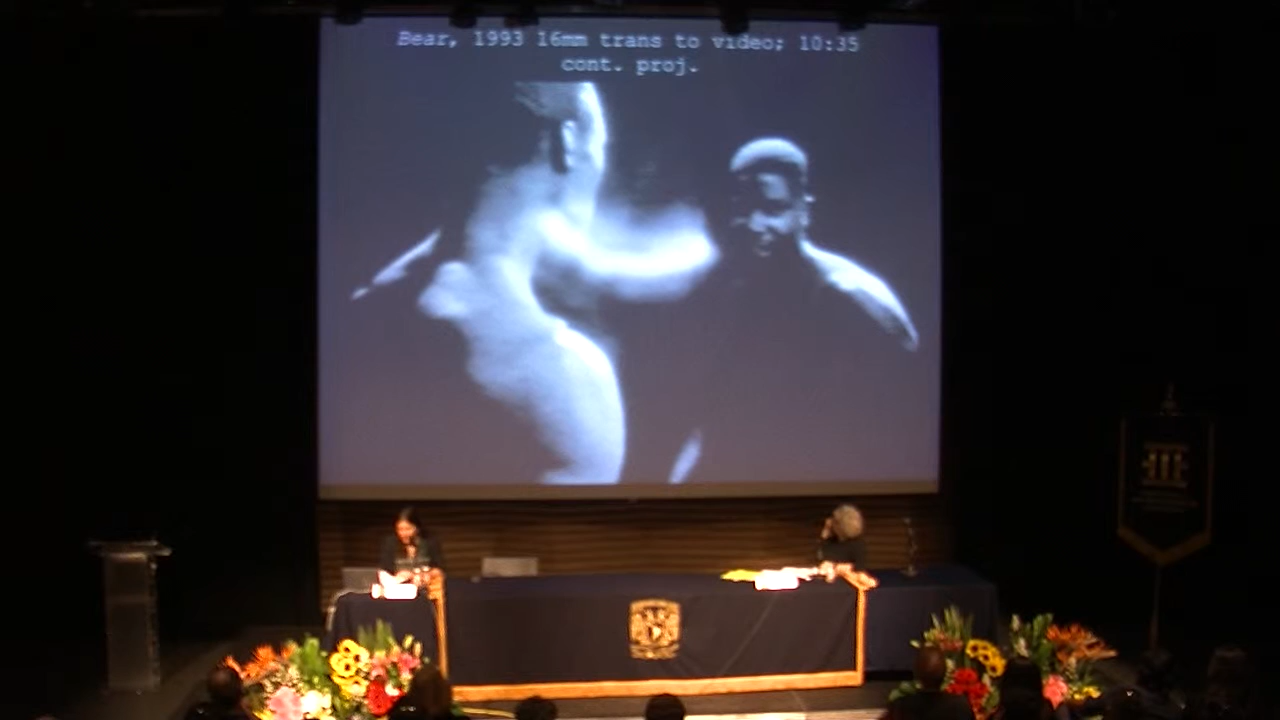 Bear, 1993 16mm trans to video; 10:35
cont. proj.